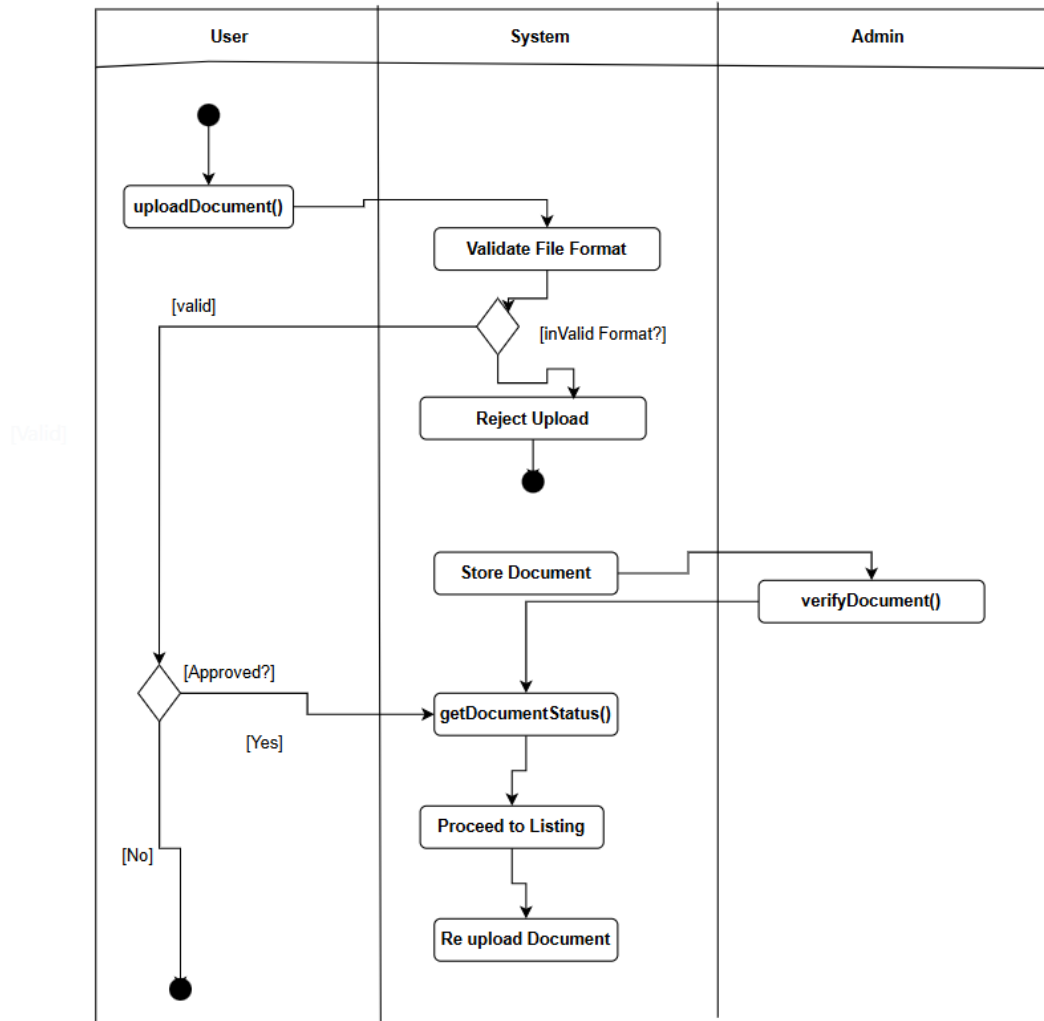 User
System
Admin
uploadDocument()
Validate File Format
[valid]
[inValid Format?]
Reject Upload
[Valid]
Store Document
verifyDocument()
[Approved?]
getDocumentStatus()
[Yes]
Proceed to Listing
[No]
Re upload Document